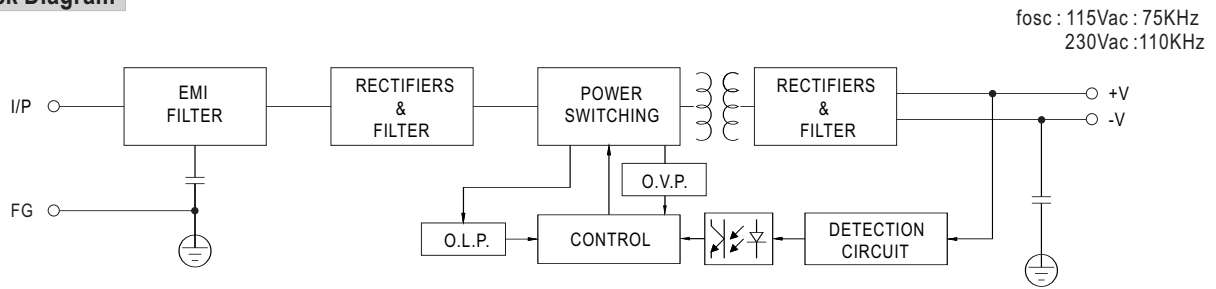 Diagram
fosc : 115Vac : 75KHz
230Vac :110KHz
I/P
EMI
FILTER
RECTIFIERS
&
FILTER
POWER
SWITCHING
RECTIFIERS
&
FILTER
+V
-V
O.V.P.
FG
O.L.P.
CONTROL
DETECTION
CIRCUIT